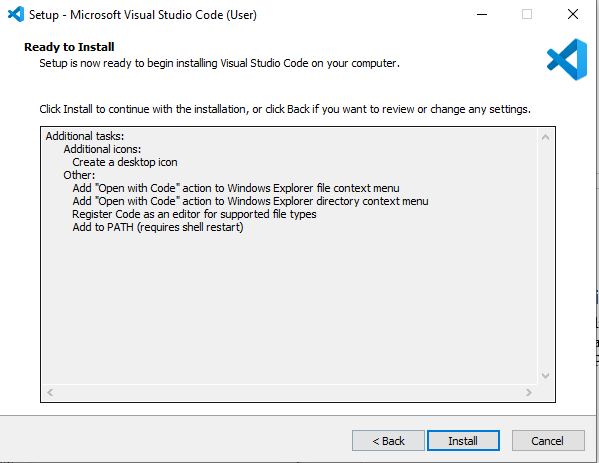 Setup - Microsoft Visual Studio Code (User)
Ready to Install
Setup is now ready to begin installing Visual Studio Code on your computer.
Click Install to continue with the installation, or click Back if you want to review or change any settings.
Additional tasks:
Additional icons:
Create a desktop icon
Other:
Add "Open with Code" action to Windows Explorer file context menu
Add "Open with Code" action to Windows Explorer directory context menu
Register Code as an editor for supported file types
Add to PATH (requires shell restart)
< Back
Install
Cancel